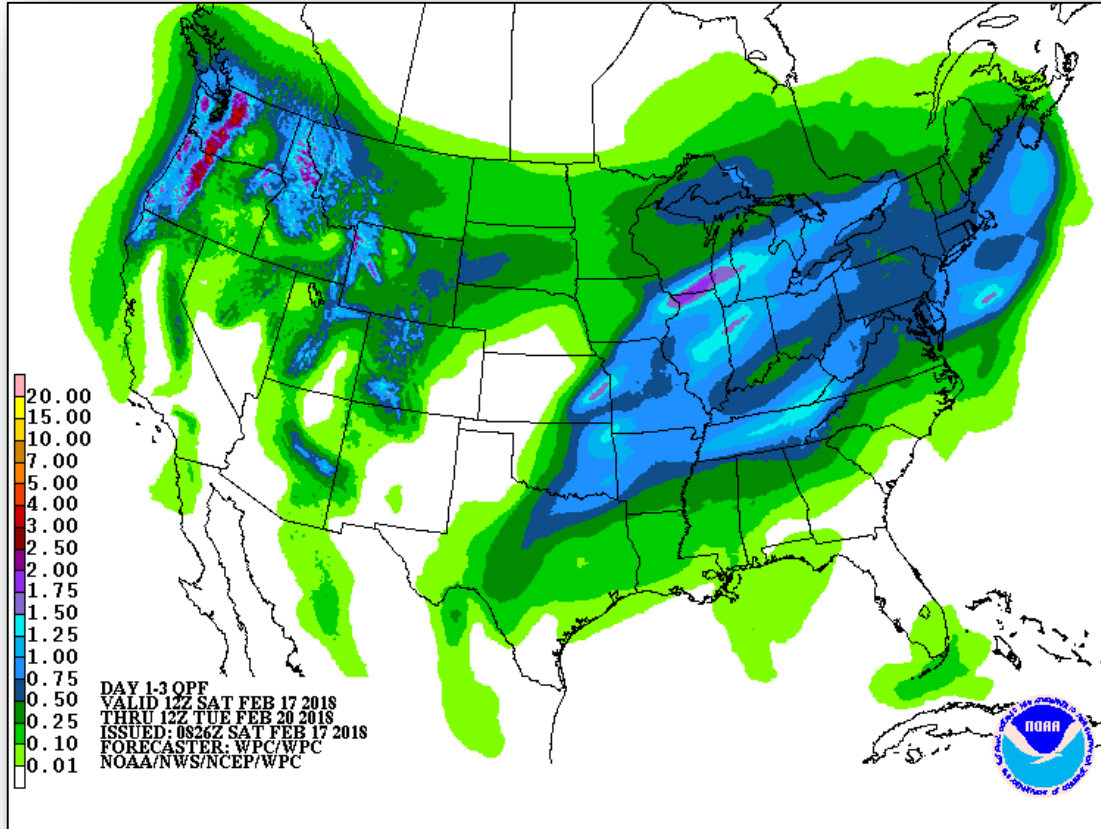 20.00
15.00
10.00
7.00
5.00
4.00
3.00
2.50
2.00
1.75
1.50
1.25
1.00
0.75
0.50
0.25
0.10
0.01
DAY 1-3 QPF
VALID 12Z SAT FEB 17 2018
THRU 12Z TUE FEB 20 2018
ISSUED: 0826Z SAT FEB 17 2018
FORECASTER: WPC/WPC
NOAA/NWS/NCEP/WPC
NOAA